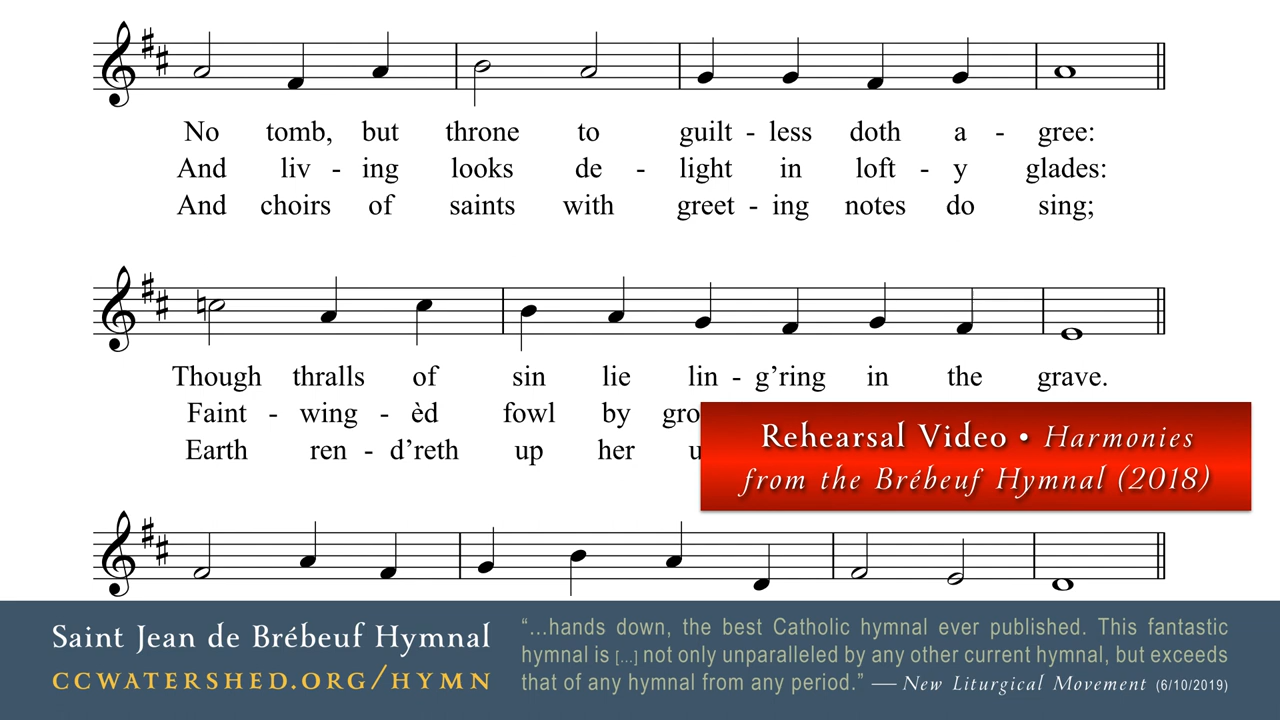 No tomb, but throne to guilt - less doth a - gree:
And liv - ing looks de - light in loft - y glades:
And choirs of saints with greet - ing notes do sing;
Though thralls of sin lie lin - g’ring in the grave.
Faint - wing - èd fowl by
Earth ren - d’reth up her
Rehearsal Video • Harmonies
from the Brébeuf Hymnal (2018)
Saint Jean de Brébeuf Hymnal
CCWATERSHED.ORG/HYMN
“...hands down, the best Catholic hymnal ever published. This fantastic
hymnal is [...] not only unparalleled by any other current hymnal, but exceeds
that of any hymnal from any period.” — New Liturgical Movement (6/10/2019)